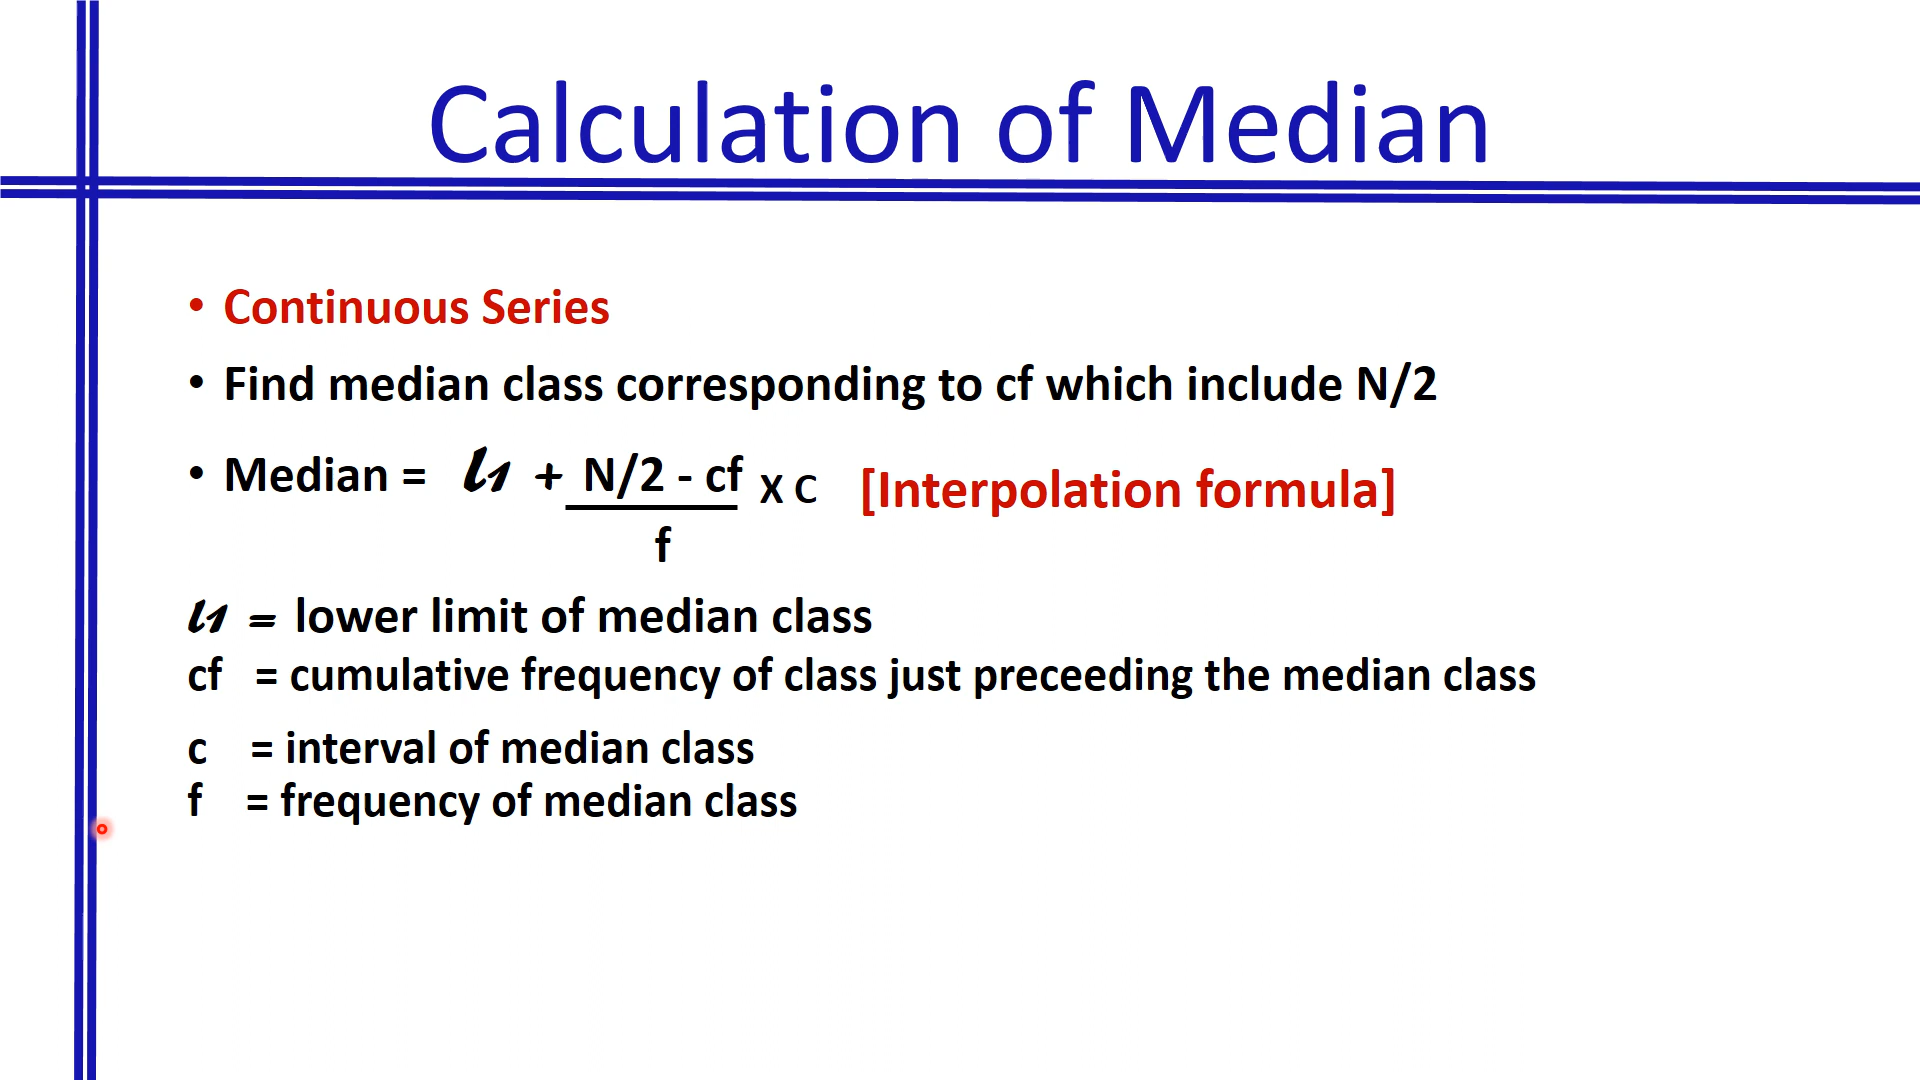 Calculation of Median
• Continuous Series
• Find median class corresponding to cf which include N/2
• Median = l1 + N/2 - cf X C [Interpolation formula]
f
l1 = lower limit of median class
cf = cumulative frequency of class just preceeding the median class
c = interval of median class
f = frequency of median class